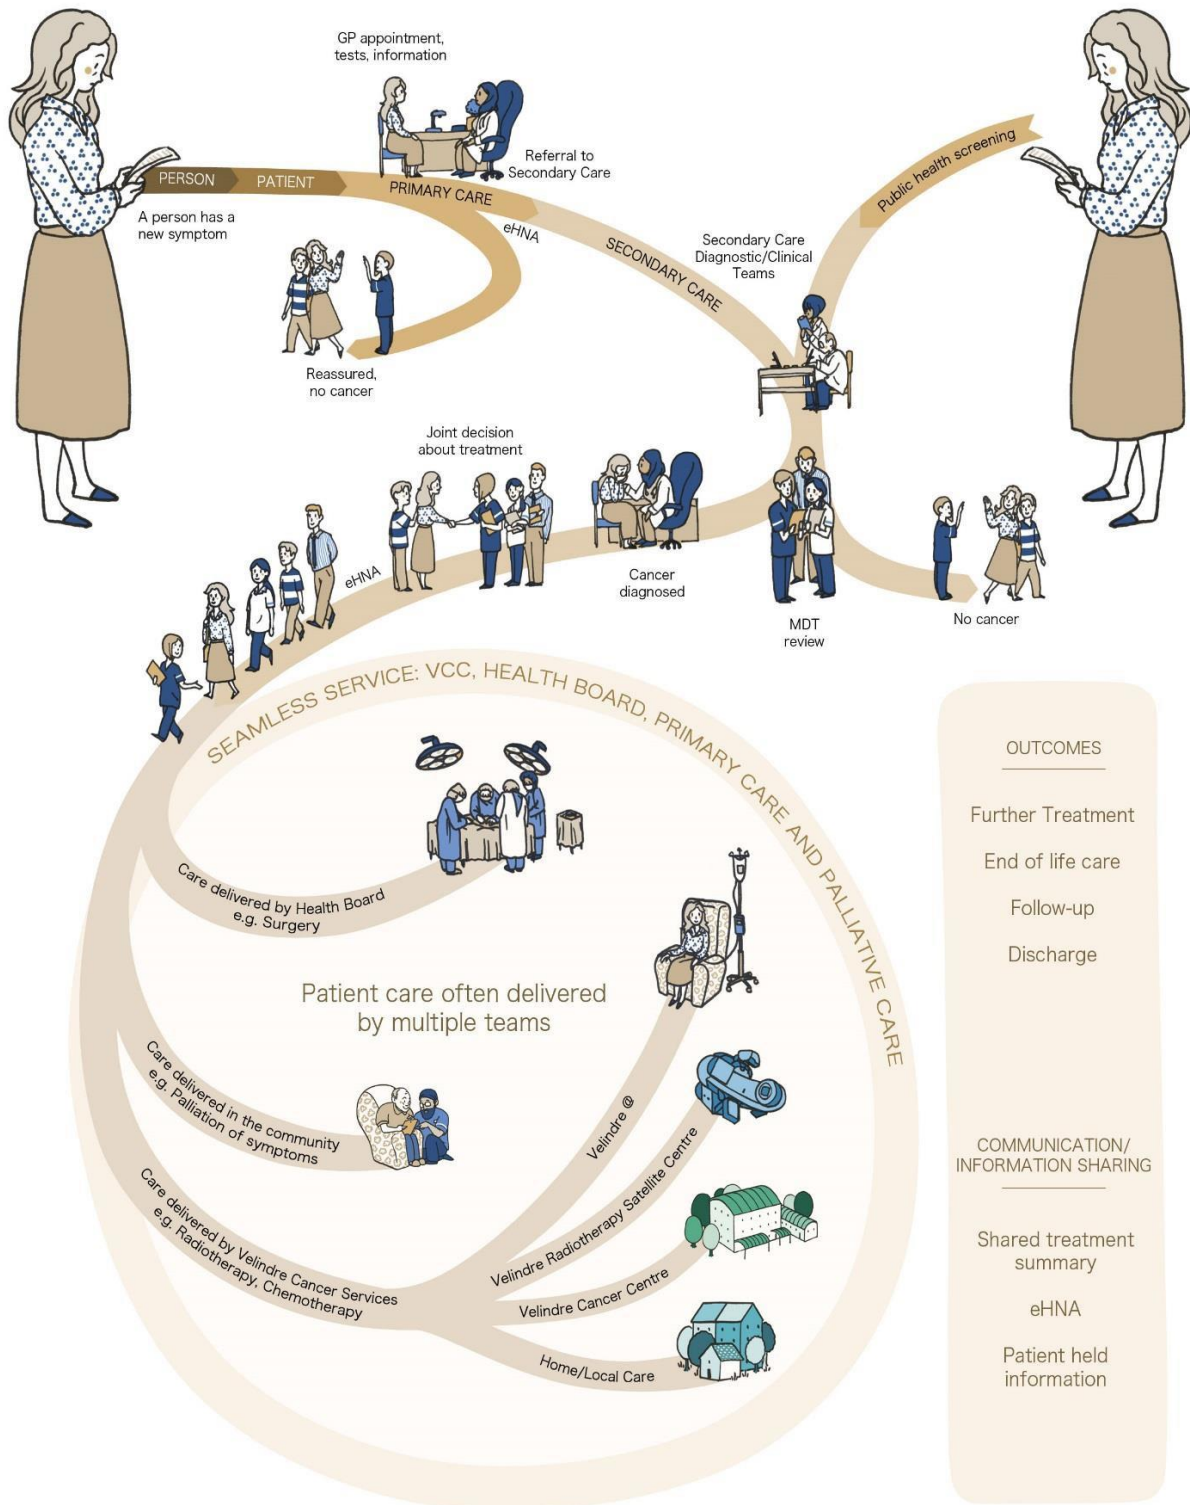 GP appointment,
tests, information
Referral to
Secondary Care
PERSON
PATIENT
PRIMARY CARE
A person has a
new symptom
eHNA
SECONDARY CARE
Public health screening
Secondary Care
Diagnostic/Clinical
Teams
Reassured,
no cancer
Joint decision
about treatment
eHNA
Cancer
diagnosed
MDT
review
No cancer
SEAMLESS SERVICE: VCC, HEALTH BOARD, PRIMARY CARE AND PALLIATIVE CARE
Care delivered by Health Board
e.g. Surgery
Patient care often delivered
by multiple teams
Care delivered in the community
e.g. Palliation of symptoms
Care delivered by Velindre Cancer Services
e.g. Radiotherapy, Chemotherapy
Velindre @
Velindre Radiotherapy Satellite Centre
Velindre Cancer Centre
Home/Local Care
OUTCOMES
Further Treatment
End of life care
Follow-up
Discharge
COMMUNICATION/
INFORMATION SHARING
Shared treatment
summary
eHNA
Patient held
information